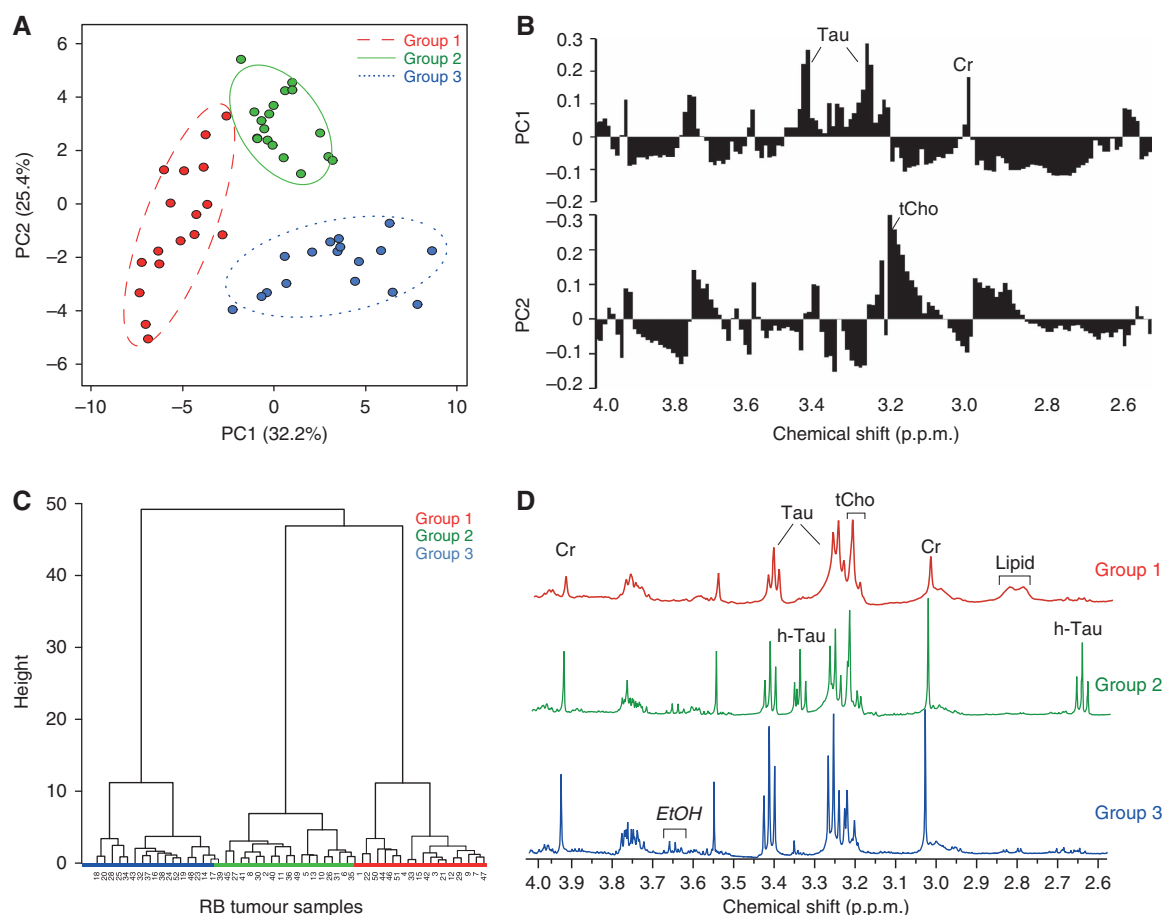 A
6
4
2
0
–2
–4
–6
PC2 (25.4%)
Group 1
Group 2
Group 3
–10
–5
0
5
10
PC1 (32.2%)
B
0.3
0.2
0.1
0
–0.1
–0.2
PC1
Tau
Cr
–0.3
0.2
0.1
0
–0.1
–0.2
PC2
tCho
4.0
3.8
3.6
3.4
3.2
3.0
2.8
2.6
Chemical shift (p.p.m.)
C
50
40
30
20
10
0
Height
Group 1
Group 2
Group 3
RB tumour samples
D
Cr
Tau
tCho
Cr
Lipid
Group 1
h-Tau
h-Tau
Group 2
EtOH
Group 3
4.0 3.9 3.8 3.7 3.6 3.5 3.4 3.3 3.2 3.1 3.0 2.9 2.8 2.7 2.6
Chemical shift (p.p.m.)